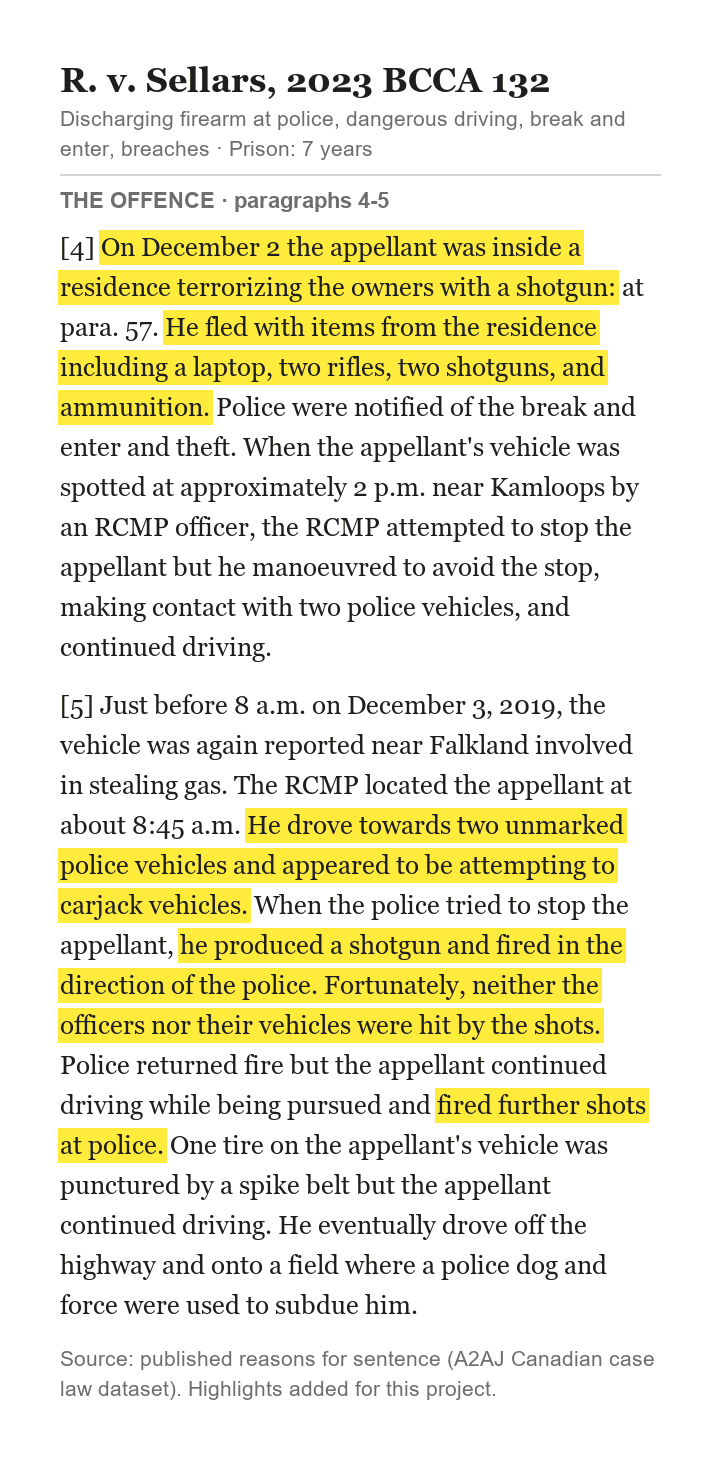 R. v. Sellars, 2023 BCCA 132
Discharging firearm at police, dangerous driving, break and
enter, breaches · Prison: 7 years
THE OFFENCE · paragraphs 4-5
[4] On December 2 the appellant was inside a
residence terrorizing the owners with a shotgun: at
para. 57. He fled with items from the residence
including a laptop, two rifles, two shotguns, and
ammunition. Police were notified of the break and
enter and theft. When the appellant's vehicle was
spotted at approximately 2 p.m. near Kamloops by
an RCMP officer, the RCMP attempted to stop the
appellant but he manoeuvred to avoid the stop,
making contact with two police vehicles, and
continued driving.
[5] Just before 8 a.m. on December 3, 2019, the
vehicle was again reported near Falkland involved
in stealing gas. The RCMP located the appellant at
about 8:45 a.m. He drove towards two unmarked
police vehicles and appeared to be attempting to
carjack vehicles. When the police tried to stop the
appellant, he produced a shotgun and fired in the
direction of the police. Fortunately, neither the
officers nor their vehicles were hit by the shots.
Police returned fire but the appellant continued
driving while being pursued and fired further shots
at police. One tire on the appellant's vehicle was
punctured by a spike belt but the appellant
continued driving. He eventually drove off the
highway and onto a field where a police dog and
force were used to subdue him.
Source: published reasons for sentence (A2AJ Canadian case
law dataset). Highlights added for this project.